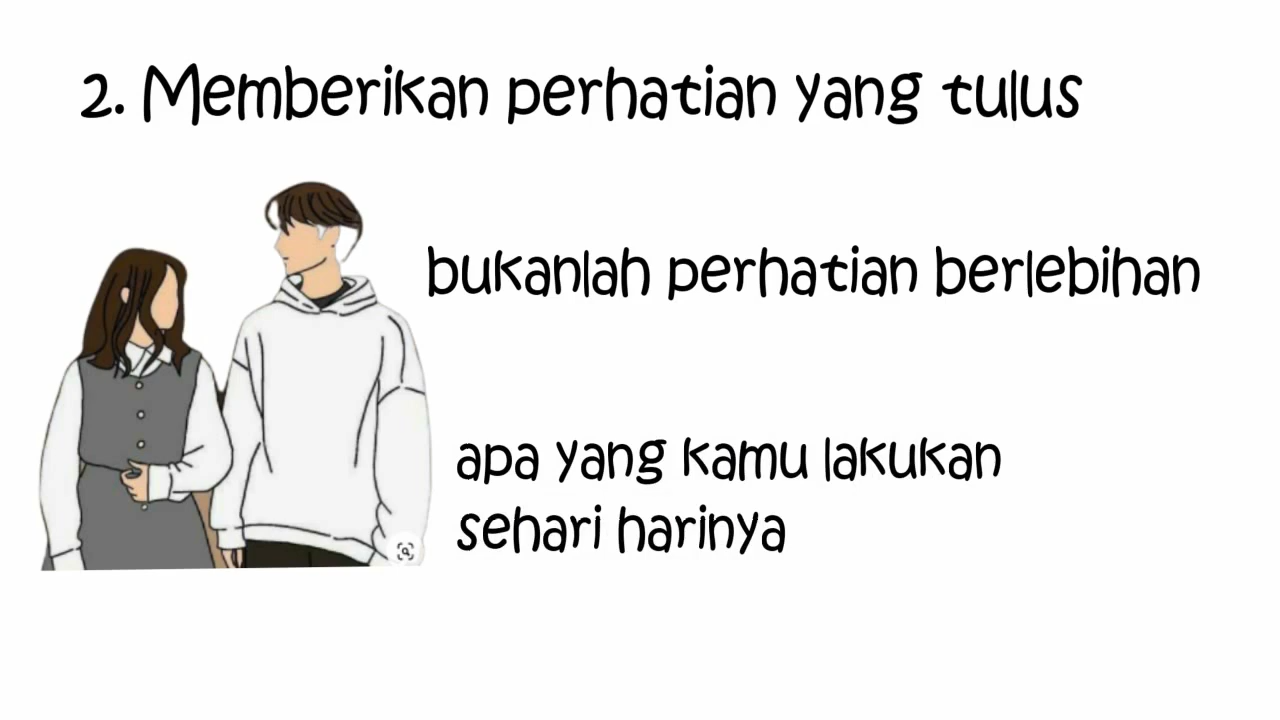 2. Memberikan perhatian yang tulus
bukanlah perhatian berlebihan
apa yang kamu lakukan
sehari harinya